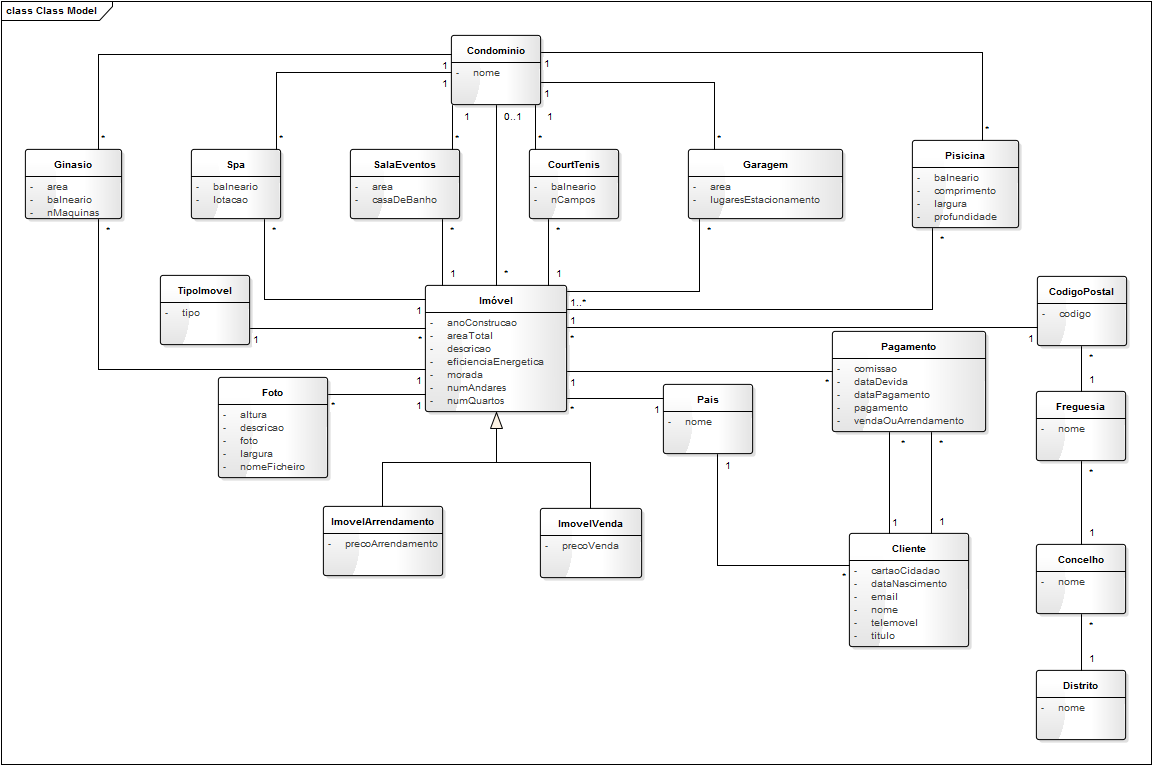 class Class Model
Condominio
- nome
1
1
1
1
1
0..1
1
*
*
*
*
*
*
Ginasio
- area
- balneario
- nMaquinas
Spa
- balneario
- lotacao
SalaEventos
- area
- casaDeBanho
CourtTenis
- balneario
- nCampos
Garagem
- area
- lugaresEstacionamento
Pisicina
- balneario
- comprimento
- largura
- profundidade
*
*
*
*
*
*
1
*
1
TipoImovel
- tipo
1
Imóvel
- anoConstrucao
- areaTotal
- descricao
- eficienciaEnergetica
- morada
- numAndares
- numQuartos
1
*
1
1
1..*
1
*
1
*
CodigoPostal
- codigo
1
*
Pagamento
- comissao
- dataDevida
- dataPagamento
- pagamento
- vendaOuArrendamento
*
*
*
Foto
- altura
- descricao
- foto
- largura
- nomeFicheiro
*
Pais
- nome
1
1
1
Freguesia
- nome
*
ImovelArrendamento
- precoArrendamento
ImovelVenda
- precoVenda
1
1
Cliente
- cartaoCidadao
- dataNascimento
- email
- nome
- telemovel
- titulo
*
1
Concelho
- nome
*
1
Distrito
- nome